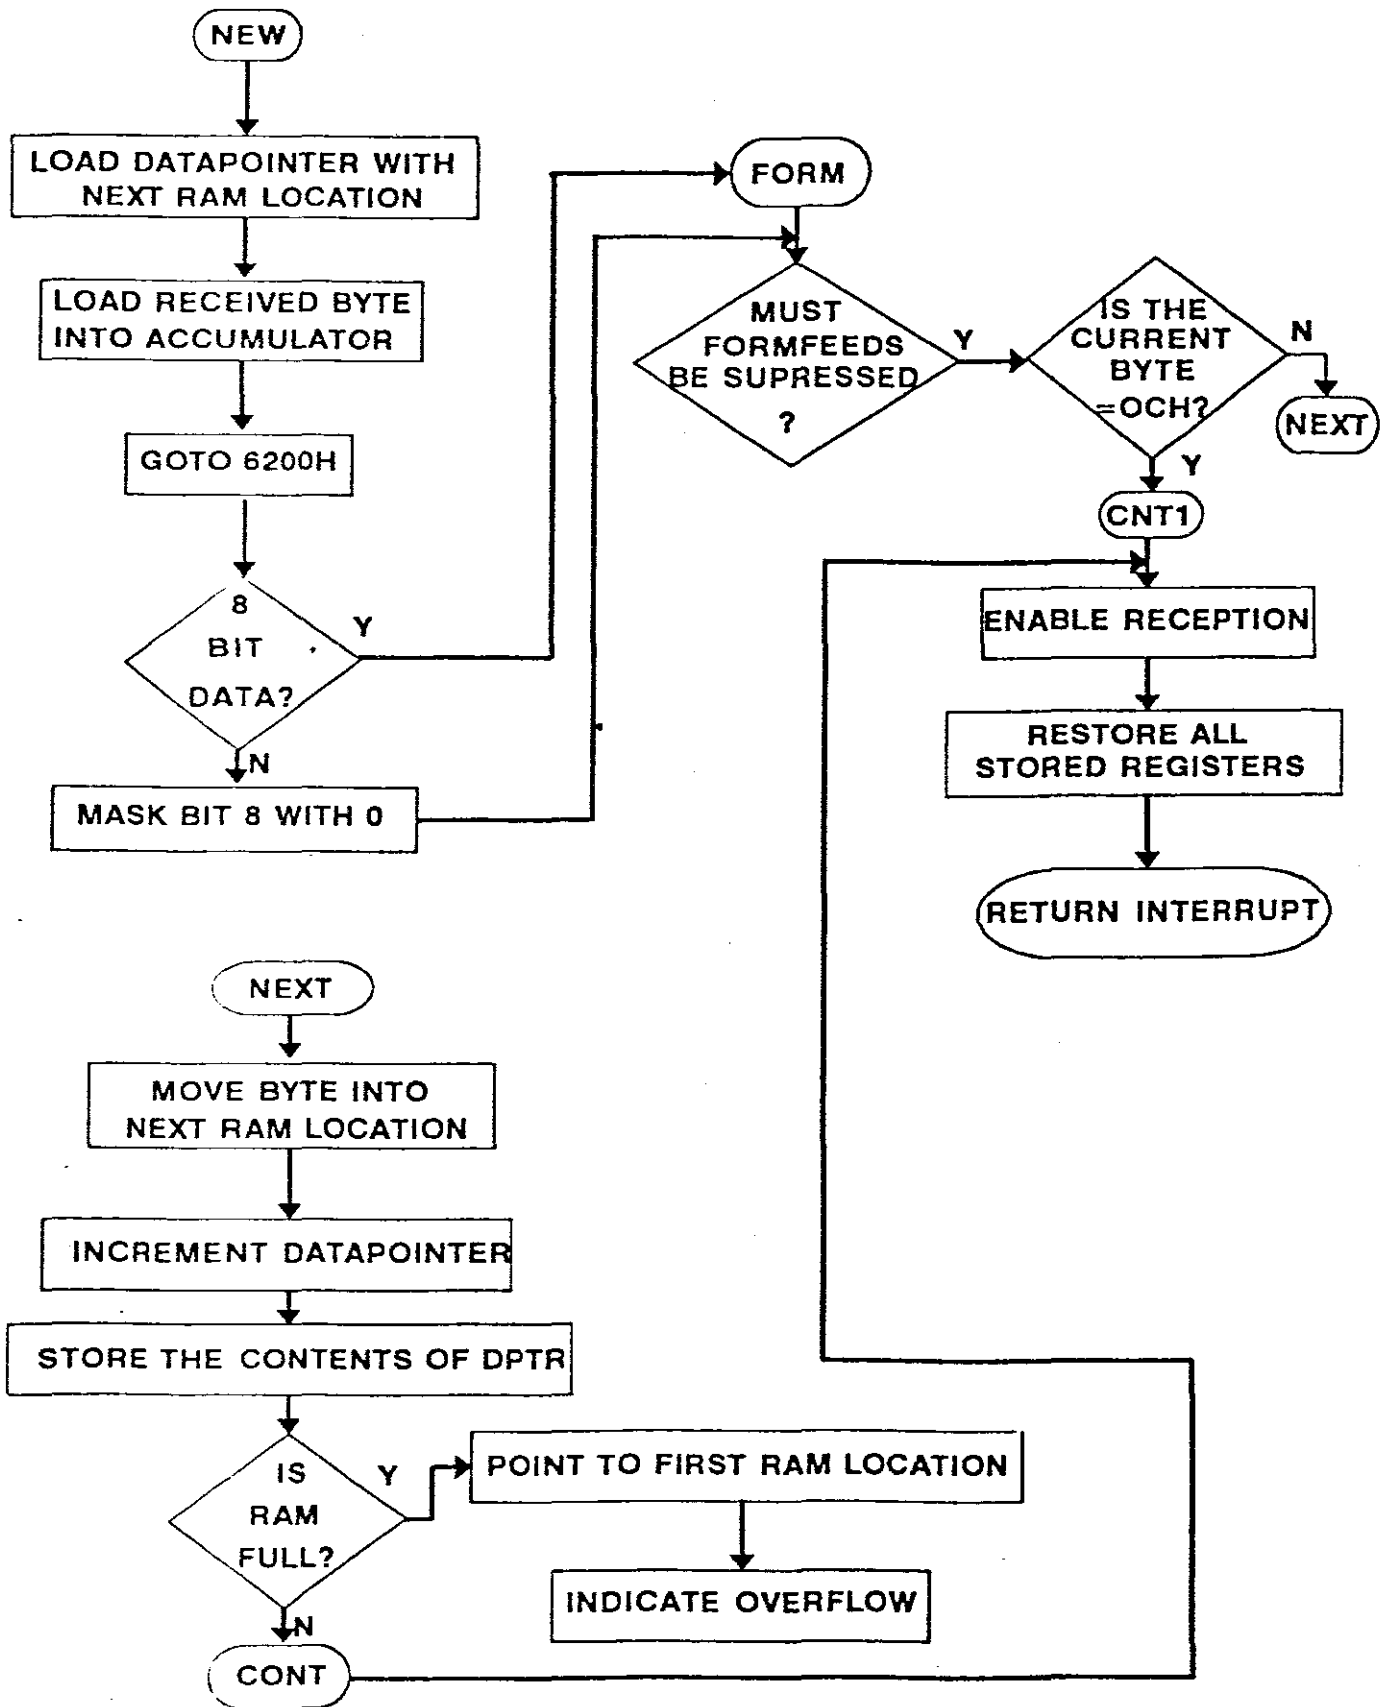 NEW
LOAD DATAPOINTER WITH
NEXT RAM LOCATION
LOAD RECEIVED BYTE
INTO ACCUMULATOR
GOTO 6200H
8
BIT
DATA?
Y
N
MASK BIT 8 WITH 0
FORM
MUST
FORMFEEDS
BE SUPRESSED
?
Y
IS THE
CURRENT
BYTE
=OCH?
N
NEXT
Y
CNT1
ENABLE RECEPTION
RESTORE ALL
STORED REGISTERS
RETURN INTERRUPT
NEXT
MOVE BYTE INTO
NEXT RAM LOCATION
INCREMENT DATAPOINTER
STORE THE CONTENTS OF DPTR
IS
RAM
FULL?
Y
POINT TO FIRST RAM LOCATION
INDICATE OVERFLOW
N
CONT